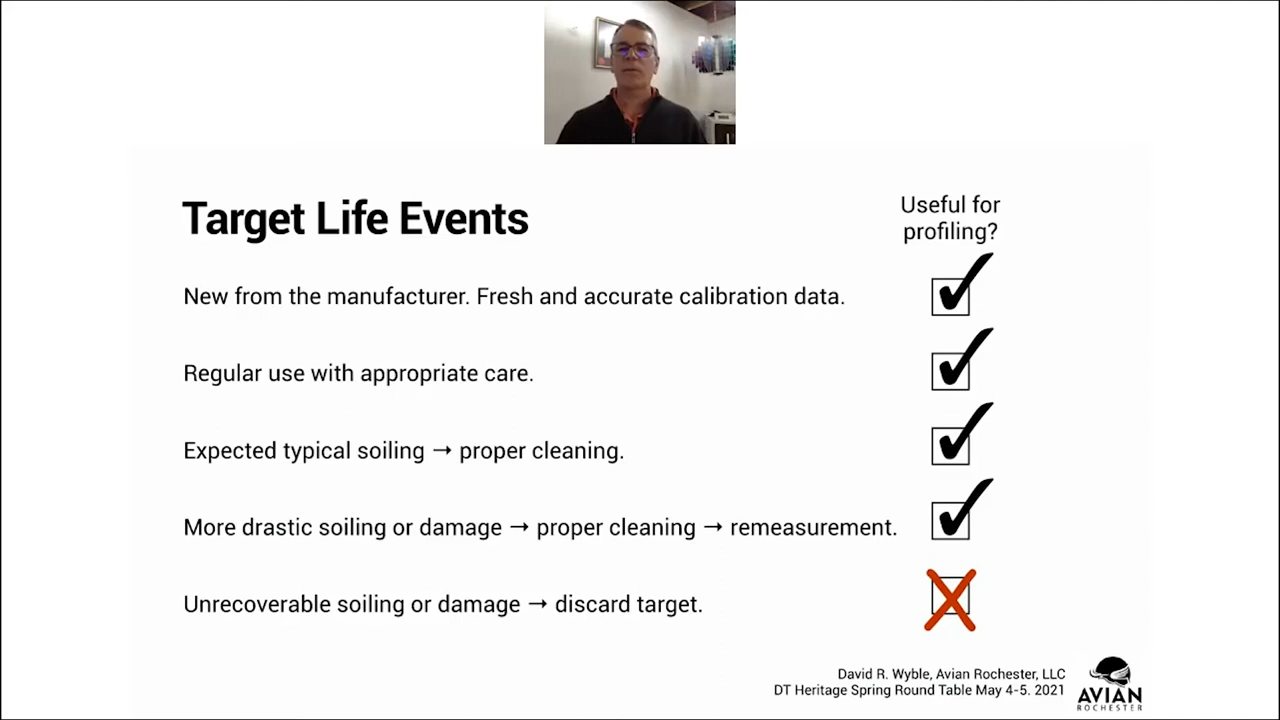 Target Life Events
Useful for
profiling?
New from the manufacturer. Fresh and accurate calibration data.
Regular use with appropriate care.
Expected typical soiling → proper cleaning.
More drastic soiling or damage → proper cleaning → remeasurement.
Unrecoverable soiling or damage → discard target.
David R. Wyble, Avian Rochester, LLC
DT Heritage Spring Round Table May 4-5. 2021
AVIAN
ROCHESTER